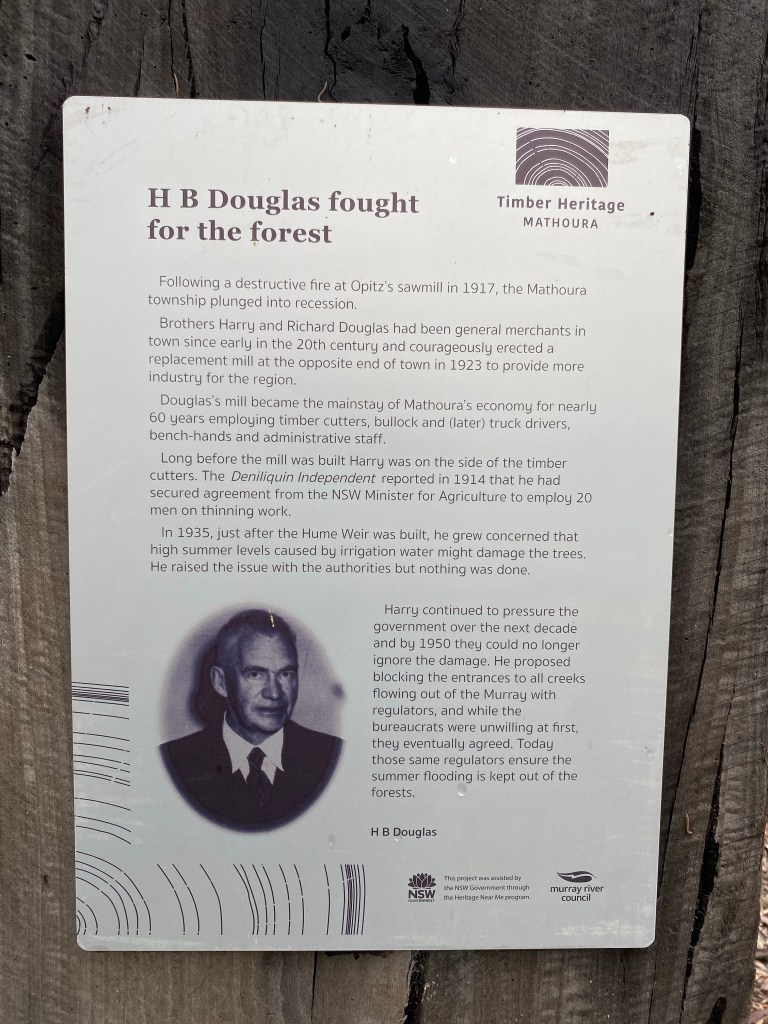 H B Douglas fought
for the forest
Timber Heritage
MATHOURA
Following a destructive fire at Opitz's sawmill in 1917, the Mathoura
township plunged into recession.
Brothers Harry and Richard Douglas had been general merchants in
town since early in the 20th century and courageously erected a
replacement mill at the opposite end of town in 1923 to provide more
industry for the region.
Douglas's mill became the mainstay of Mathoura's economy for nearly
60 years employing timber cutters, bullock and (later) truck drivers,
bench-hands and administrative staff.
Long before the mill was built Harry was on the side of the timber
cutters. The Deniliquin Independent reported in 1914 that he had
secured agreement from the NSW Minister for Agriculture to employ 20
men on thinning work.
In 1935, just after the Hume Weir was built, he grew concerned that
high summer levels caused by irrigation water might damage the trees.
He raised the issue with the authorities but nothing was done.
Harry continued to pressure the
government over the next decade
and by 1950 they could no longer
ignore the damage. He proposed
blocking the entrances to all creeks
flowing out of the Murray with
regulators, and while the
bureaucrats were unwilling at first,
they eventually agreed. Today
those same regulators ensure the
summer flooding is kept out of the
forests.
H B Douglas
NSW
GOVERNMENT
This project was assisted by
the NSW Government through
the Heritage Near Me program
murray river
council